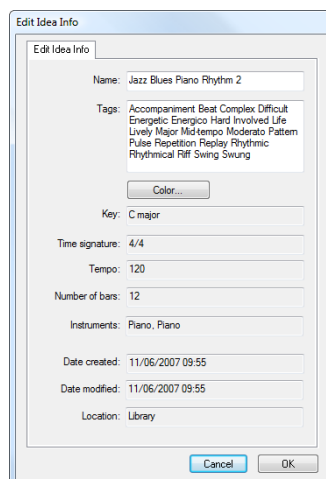 Edit Idea Info
Edit Idea Info
Name: Jazz Blues Piano Rhythm 2
Tags: Accompaniment Beat Complex Difficult
Energetic Energico Hard Involved Life
Lively Major Mid-tempo Moderato Pattern
Pulse Repetition Replay Rhythmic
Rhythmical Riff Swing Swung
Color...
Key: C major
Time signature: 4/4
Tempo: 120
Number of bars: 12
Instruments: Piano, Piano
Date created: 11/06/2007 09:55
Date modified: 11/06/2007 09:55
Location: Library
Cancel OK